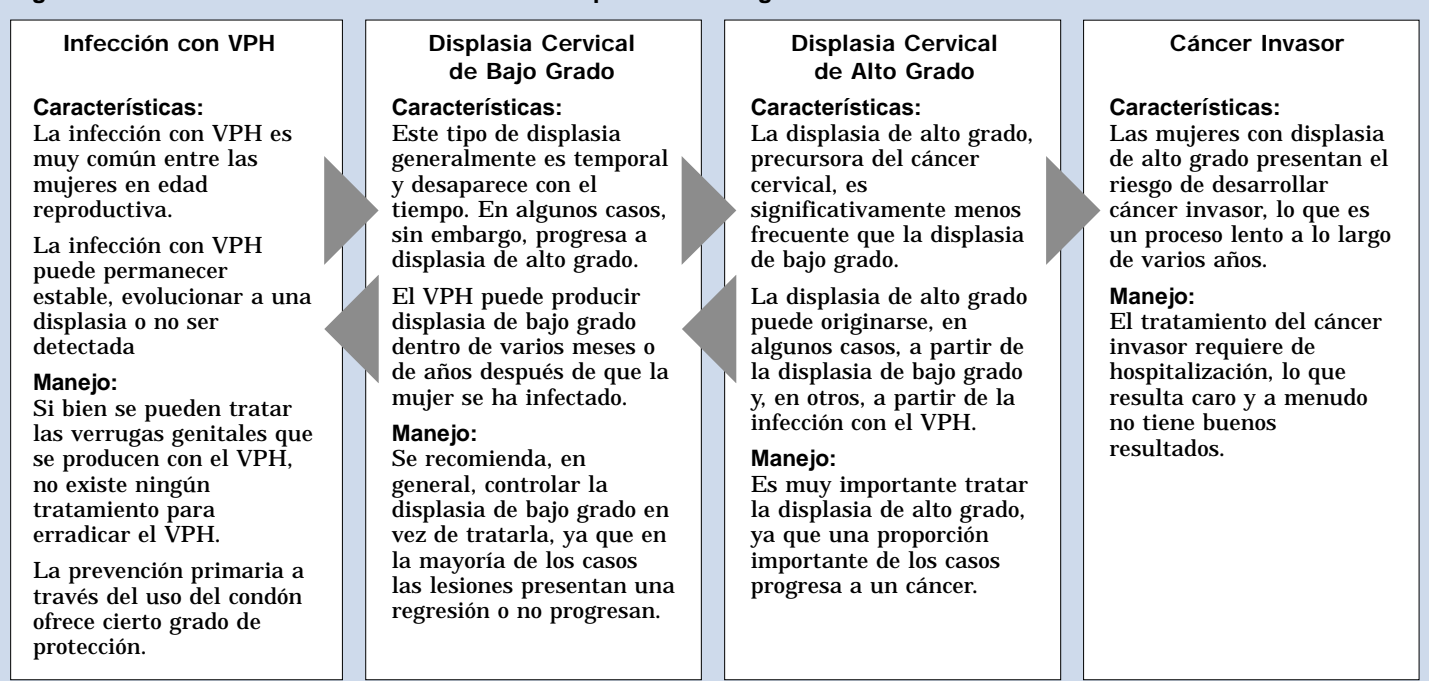 Infección con VPH
Características:
La infección con VPH es
muy común entre las
mujeres en edad
reproductiva.
La infección con VPH
puede permanecer
estable, evolucionar a una
displasia o no ser
detectada
Manejo:
Si bien se pueden tratar
las verrugas genitales que
se producen con el VPH,
no existe ningún
tratamiento para
erradicar el VPH.
La prevención primaria a
través del uso del condón
ofrece cierto grado de
protección.
Displasia Cervical
de Bajo Grado
Características:
Este tipo de displasia
generalmente es temporal
y desaparece con el
tiempo. En algunos casos,
sin embargo, progresa a
displasia de alto grado.
El VPH puede producir
displasia de bajo grado
dentro de varios meses o
de años después de que la
mujer se ha infectado.
Manejo:
Se recomienda, en
general, controlar la
displasia de bajo grado en
vez de tratarla, ya que en
la mayoría de los casos
las lesiones presentan una
regresión o no progresan.
Displasia Cervical
de Alto Grado
Características:
La displasia de alto grado,
precursora del cáncer
cervical, es
significativamente menos
frecuente que la displasia
de bajo grado.
La displasia de alto grado
puede originarse, en
algunos casos, a partir de
la displasia de bajo grado
y, en otros, a partir de la
infección con el VPH.
Manejo:
Es muy importante tratar
la displasia de alto grado,
ya que una proporción
importante de los casos
progresa a un cáncer.
Cáncer Invasor
Características:
Las mujeres con displasia
de alto grado presentan el
riesgo de desarrollar
cáncer invasor, lo que es
un proceso lento a lo largo
de varios años.
Manejo:
El tratamiento del cáncer
invasor requiere de
hospitalización, lo que
resulta caro y a menudo
no tiene buenos
resultados.